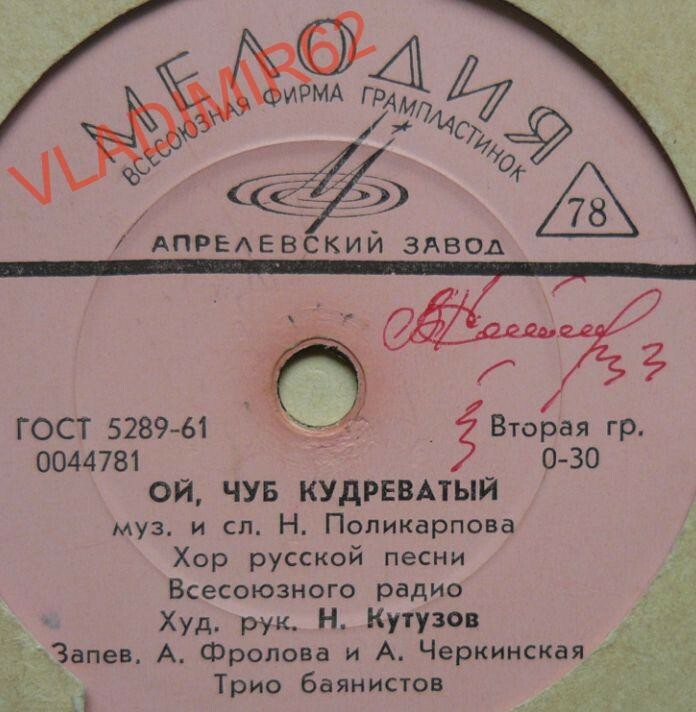 VLADIMIR62
МЕЛОДИЯ
ВСЕСОЮЗНАЯ ФИРМА ГРАМПЛАСТИНОК
78
АПРЕЛЕВСКИЙ ЗАВОД
ГОСТ 5289-61
0044781
Вторая гр.
0-30
ОЙ, ЧУБ КУДРЕВАТЫЙ
муз. и сл. Н. Поликарпова
Хор русской песни
Всесоюзного радио
Худ. рук. Н. Кутузов
Запев. А. Фролова и А. Черкинская
Трио баянистов